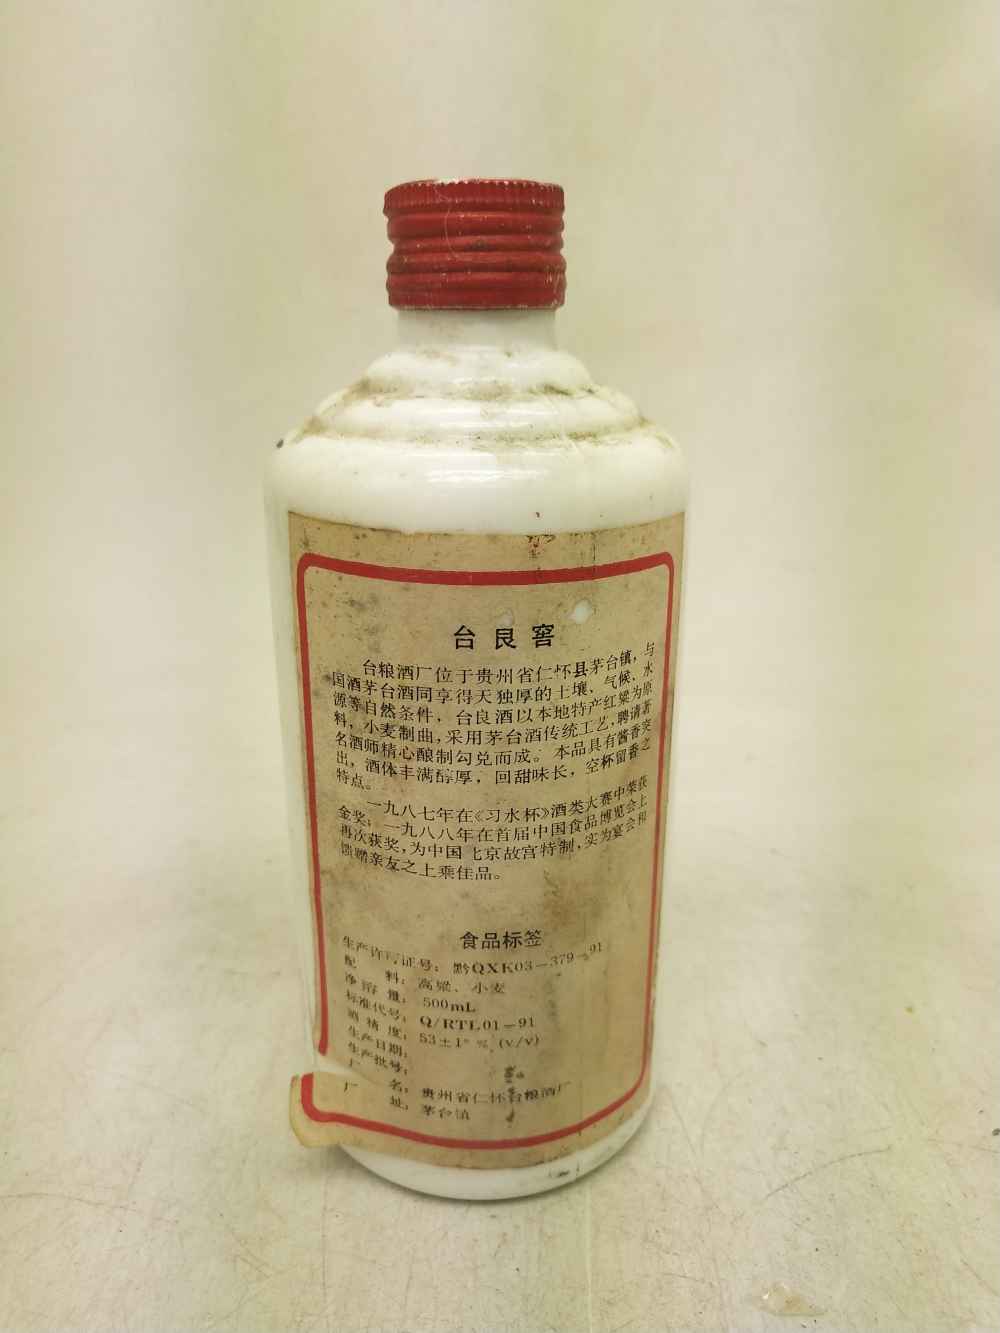 台良窖
台粮酒厂位于贵州省仁怀县茅台镇，与
国酒茅台酒同享得天独厚的土壤、气候、水
源等自然条件，台良酒以本地特产红粱为原
料，小麦制曲，采用茅台酒传统工艺，聘请著
名酒师精心酿制勾兑而成。本品具有酱香突
出，酒体丰满醇厚，回甜味长，空杯留香之
特点。
一九八七年在《习水杯》酒类大赛中荣获
金奖；一九八八年在首届中国食品博览会上
再次获奖，为中国北京故宫特制，实为宴会和
馈赠亲友之上乘佳品。
食品标签
生产许可证号：黔QXK03－379－91
配料：高粱、小麦
净溶量：500mL
标准代号：Q/RTL01－91
酒精度：53±1°％(v/v)
生产日期：
生产批号：
厂名：贵州省仁怀台粮酒厂
厂址：茅台镇